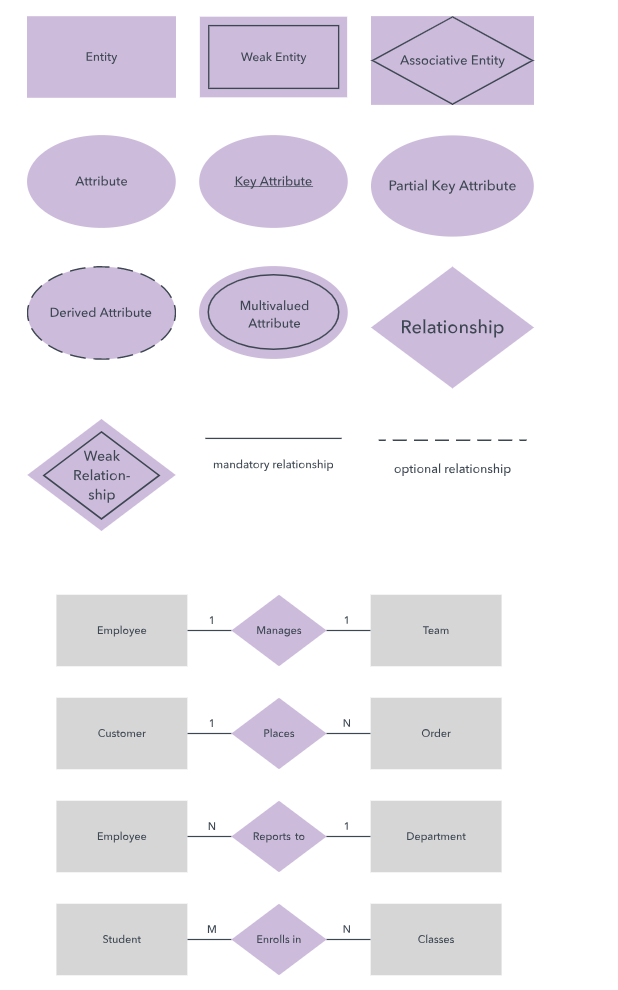 Entity
Weak Entity
Associative Entity
Attribute
Key Attribute
Partial Key Attribute
Derived Attribute
Multivalued
Attribute
Relationship
Weak
Relation-
ship
mandatory relationship
optional relationship
Employee 1 Manages 1 Team
Customer 1 Places N Order
Employee N Reports to 1 Department
Student M Enrolls in N Classes